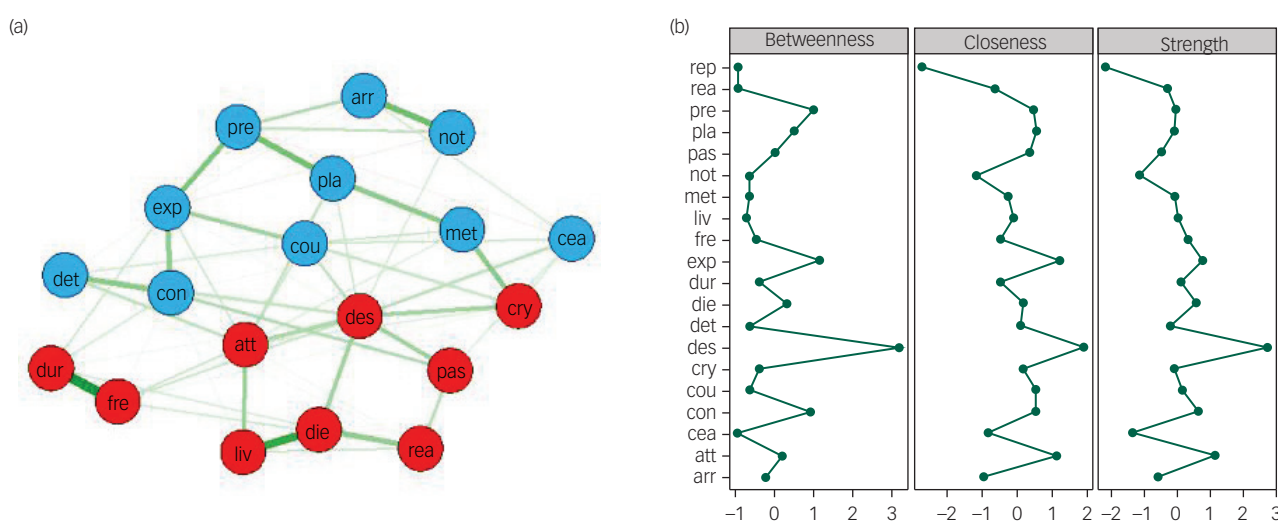 (a)
arr
not
pre
pla
exp
cou
met
cea
det
con
cry
des
att
dur
pas
fre
die
liv
rea
(b)
Betweenness Closeness Strength
rep
rea
pre
pla
pas
not
met
liv
fre
exp
dur
die
det
des
cry
cou
con
cea
att
arr
−1 0 1 2 3 −2 −1 0 1 2 −2 −1 0 1 2 3